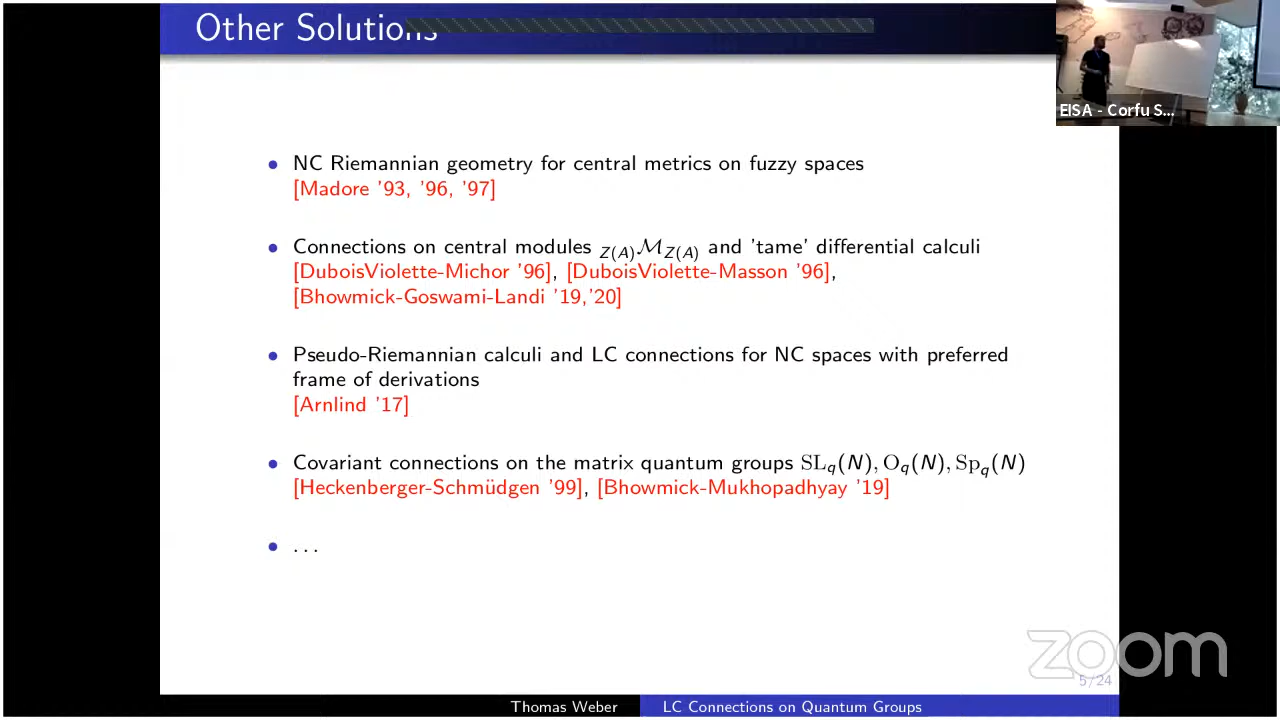 Other Solutions
EISA - Corfu S...
• NC Riemannian geometry for central metrics on fuzzy spaces
[Madore '93, '96, '97]
• Connections on central modules Z(A)ℳZ(A) and 'tame' differential calculi
[DuboisViolette-Michor '96], [DuboisViolette-Masson '96],
[Bhowmick-Goswami-Landi '19,'20]
• Pseudo-Riemannian calculi and LC connections for NC spaces with preferred
frame of derivations
[Arnlind '17]
• Covariant connections on the matrix quantum groups SLq(N), Oq(N), Spq(N)
[Heckenberger-Schmüdgen '99], [Bhowmick-Mukhopadhyay '19]
• ...
zoom
5/24
Thomas Weber
LC Connections on Quantum Groups